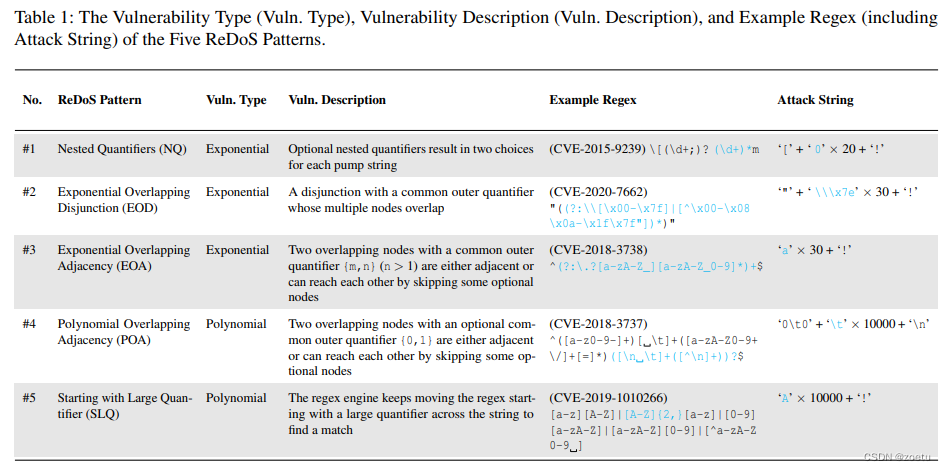 Table 1: The Vulnerability Type (Vuln. Type), Vulnerability Description (Vuln. Description), and Example Regex (including
Attack String) of the Five ReDoS Patterns.
No. ReDoS Pattern Vuln. Type Vuln. Description Example Regex Attack String
#1 Nested Quantifiers (NQ) Exponential Optional nested quantifiers result in two choices (CVE-2015-9239) \[(\d+;)?(\d+)*m ‘[’ + ‘0’ × 20 + ‘!’
for each pump string
#2 Exponential Overlapping Exponential A disjunction with a common outer quantifier (CVE-2020-7662) ‘"’ + ‘\\\x7e’ × 30 + ‘!’
Disjunction (EOD) whose multiple nodes overlap "((?:\\[\x00-\x7f]|[^\x00-\x08
\x0a-\x1f\x7f"])*)"
#3 Exponential Overlapping Exponential Two overlapping nodes with a common outer (CVE-2018-3738) ‘a’ × 30 + ‘!’
Adjacency (EOA) quantifier {m,n} (n > 1) are either adjacent or ^(?:\.?[a-zA-Z_][a-zA-Z_0-9]*)+$
can reach each other by skipping some optional
nodes
#4 Polynomial Overlapping Polynomial Two overlapping nodes with an optional com- (CVE-2018-3737) ‘0\t0’ + ‘\t’ × 10000 + ‘\n’
Adjacency (POA) mon outer quantifier {0,1} are either adjacent ^([a-z0-9-]+)[␣\t]+([a-zA-Z0-9+
or can reach each other by skipping some op- \/]+[=]*)([\n␣\t]+([^\n]+))?$
tional nodes
#5 Starting with Large Quan- Polynomial The regex engine keeps moving the regex start- (CVE-2019-1010266) ‘A’ × 10000 + ‘!’
tifier (SLQ) ing with a large quantifier across the string to [a-z][A-Z]|[A-Z]{2,}[a-z]|[0-9]
find a match [a-zA-Z]|[a-zA-Z][0-9]|[^a-zA-Z
0-9␣]
CSDN @zoetu